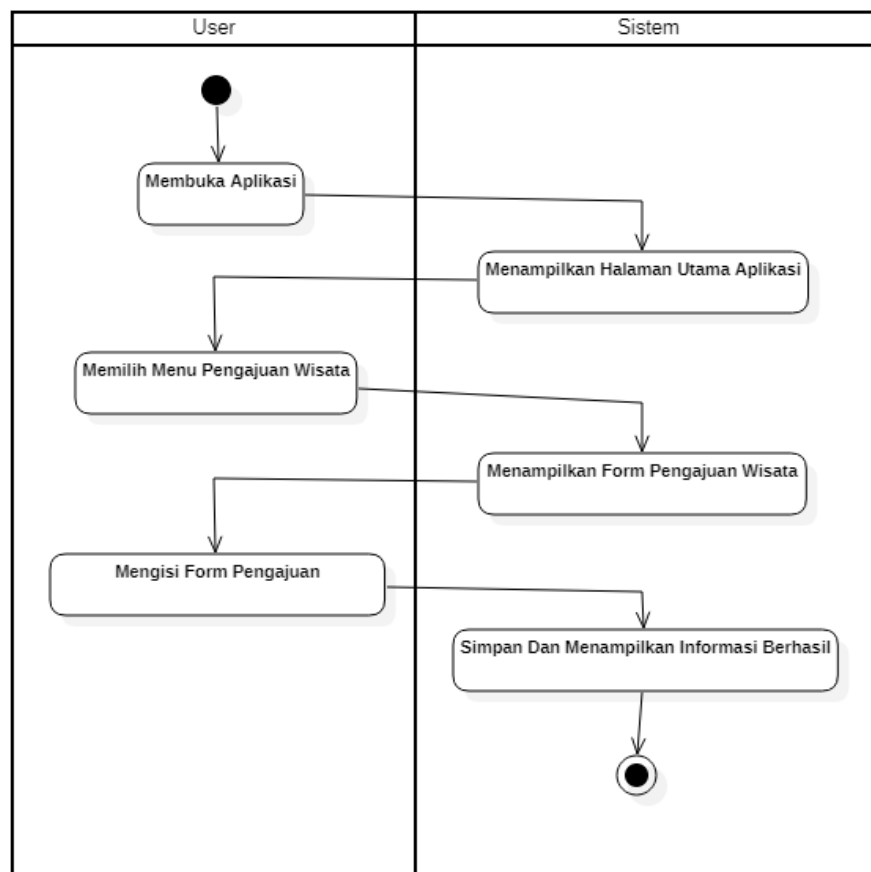 User
Sistem
Membuka Aplikasi
Menampilkan Halaman Utama Aplikasi
Memilih Menu Pengajuan Wisata
Menampilkan Form Pengajuan Wisata
Mengisi Form Pengajuan
Simpan Dan Menampilkan Informasi Berhasil